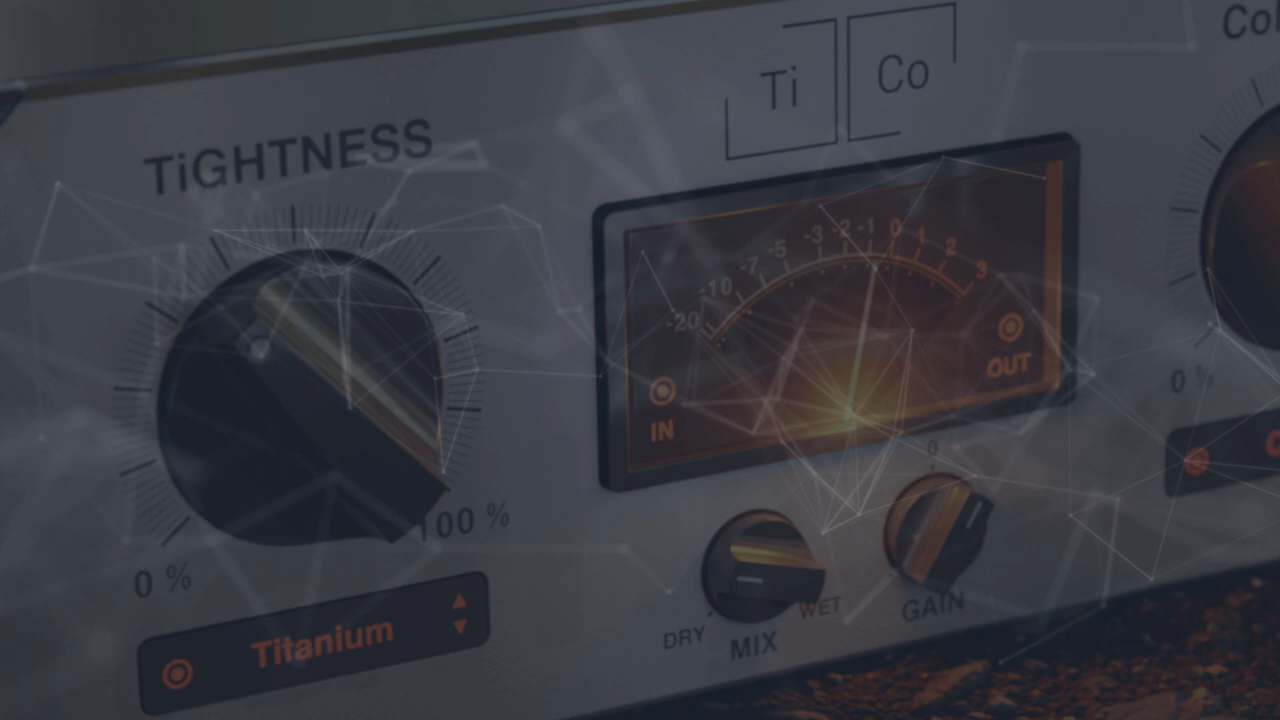 Ti Co
TiGHTNESS
0 %
100 %
Titanium
-20 -10 -7 -5 -3 -2 -1 0 1 2 3
IN
OUT
0
DRY
WET
MIX
GAIN
0 %